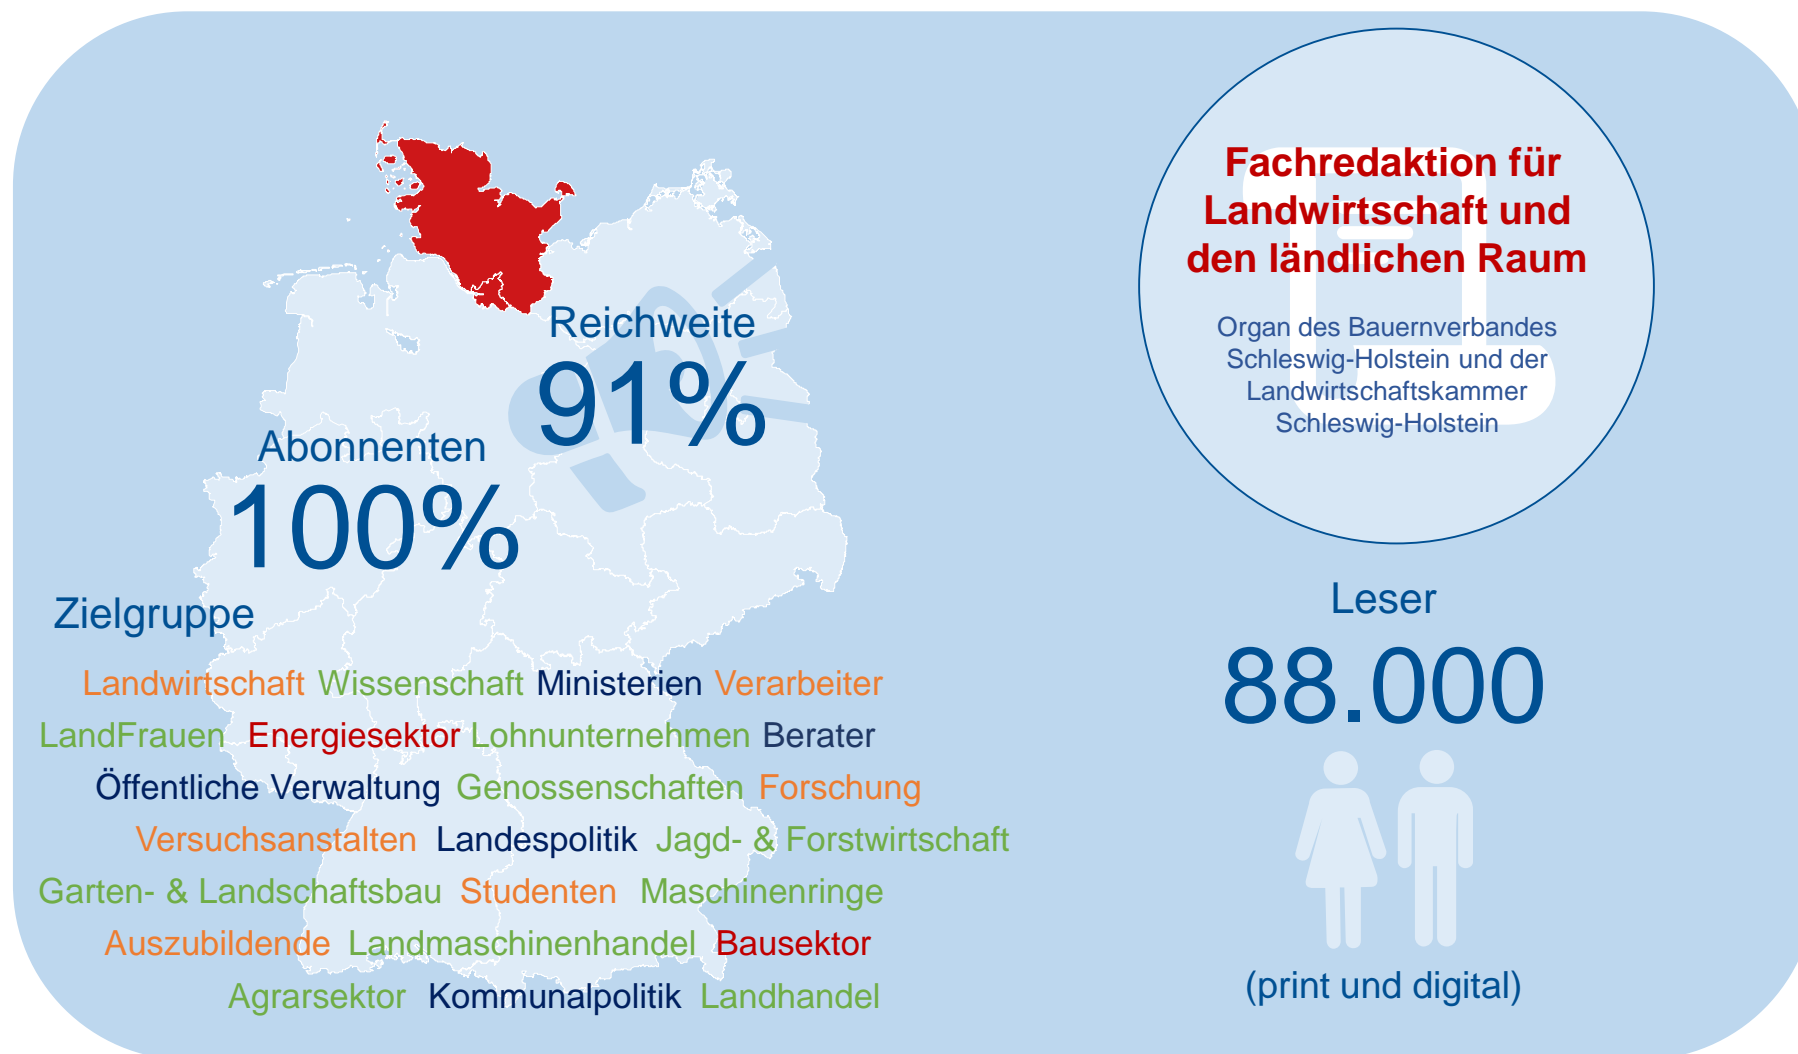 Reichweite
91%
Abonnenten
100%
Zielgruppe
Landwirtschaft Wissenschaft Ministerien Verarbeiter
LandFrauen Energiesektor Lohnunternehmen Berater
Öffentliche Verwaltung Genossenschaften Forschung
Versuchsanstalten Landespolitik Jagd- & Forstwirtschaft
Garten- & Landschaftsbau Studenten Maschinenringe
Auszubildende Landmaschinenhandel Bausektor
Agrarsektor Kommunalpolitik Landhandel
Fachredaktion für
Landwirtschaft und
den ländlichen Raum
Organ des Bauernverbandes
Schleswig-Holstein und der
Landwirtschaftskammer
Schleswig-Holstein
Leser
88.000
(print und digital)